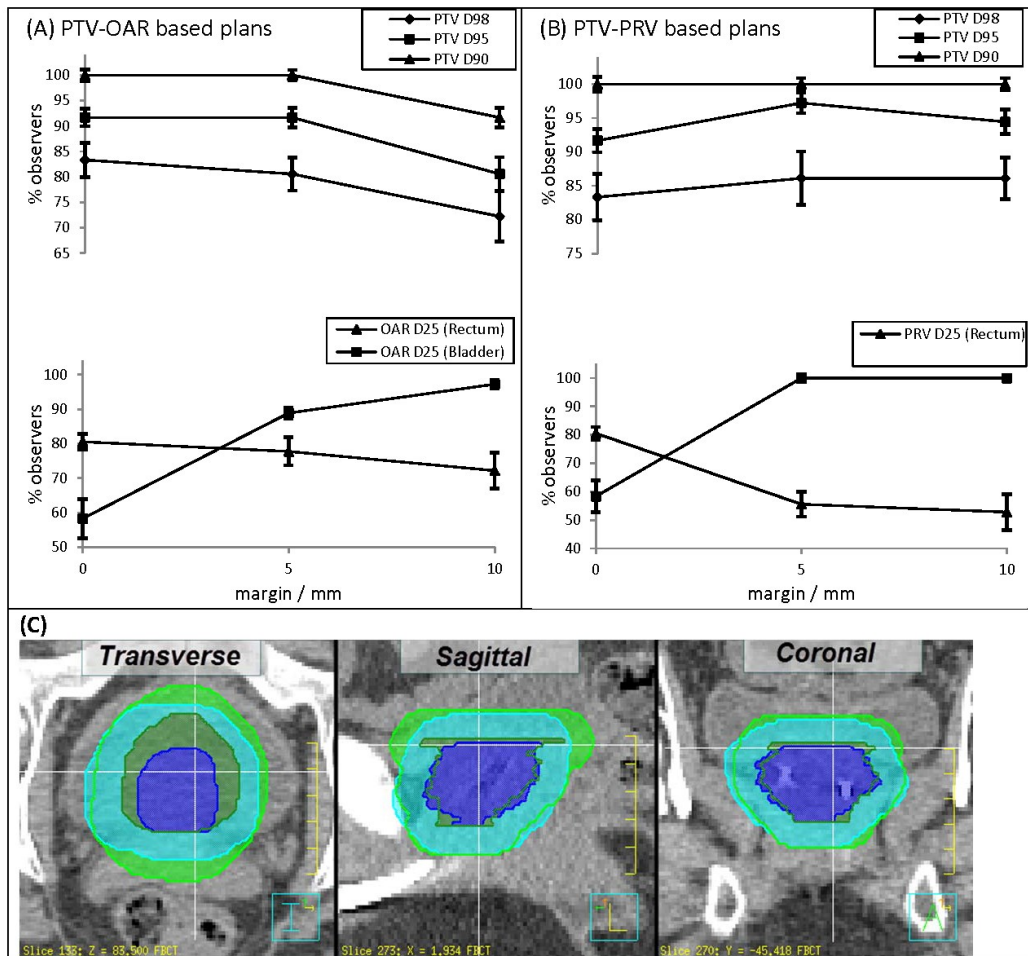 (A) PTV-OAR based plans
PTV D98
PTV D95
PTV D90
100
95
90
85
80
75
70
65
% observers
OAR D25 (Rectum)
OAR D25 (Bladder)
100
90
80
70
60
50
% observers
0
5
10
margin / mm
(B) PTV-PRV based plans
PTV D98
PTV D95
PTV D90
100
95
90
85
80
75
% observers
PRV D25 (Rectum)
100
90
80
70
60
50
40
% observers
0
5
10
margin / mm
(C)
Transverse
Sagittal
Coronal
Slice 133: Z = 83,500 FBCT
Slice 273: X = 1,934 FBCT
Slice 270: Y = -45,418 FBCT